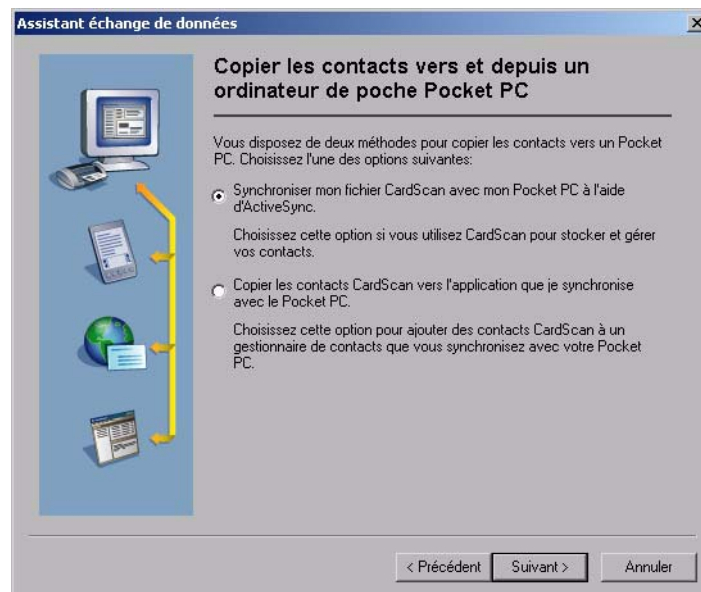 Assistant échange de données
Copier les contacts vers et depuis un
ordinateur de poche Pocket PC
Vous disposez de deux méthodes pour copier les contacts vers un Pocket
PC. Choisissez l'une des options suivantes:
Synchroniser mon fichier CardScan avec mon Pocket PC à l'aide
d'ActiveSync.
Choisissez cette option si vous utilisez CardScan pour stocker et gérer
vos contacts.
Copier les contacts CardScan vers l'application que je synchronise
avec le Pocket PC.
Choisissez cette option pour ajouter des contacts CardScan à un
gestionnaire de contacts que vous synchronisez avec votre Pocket
PC.
< Précédent
Suivant >
Annuler